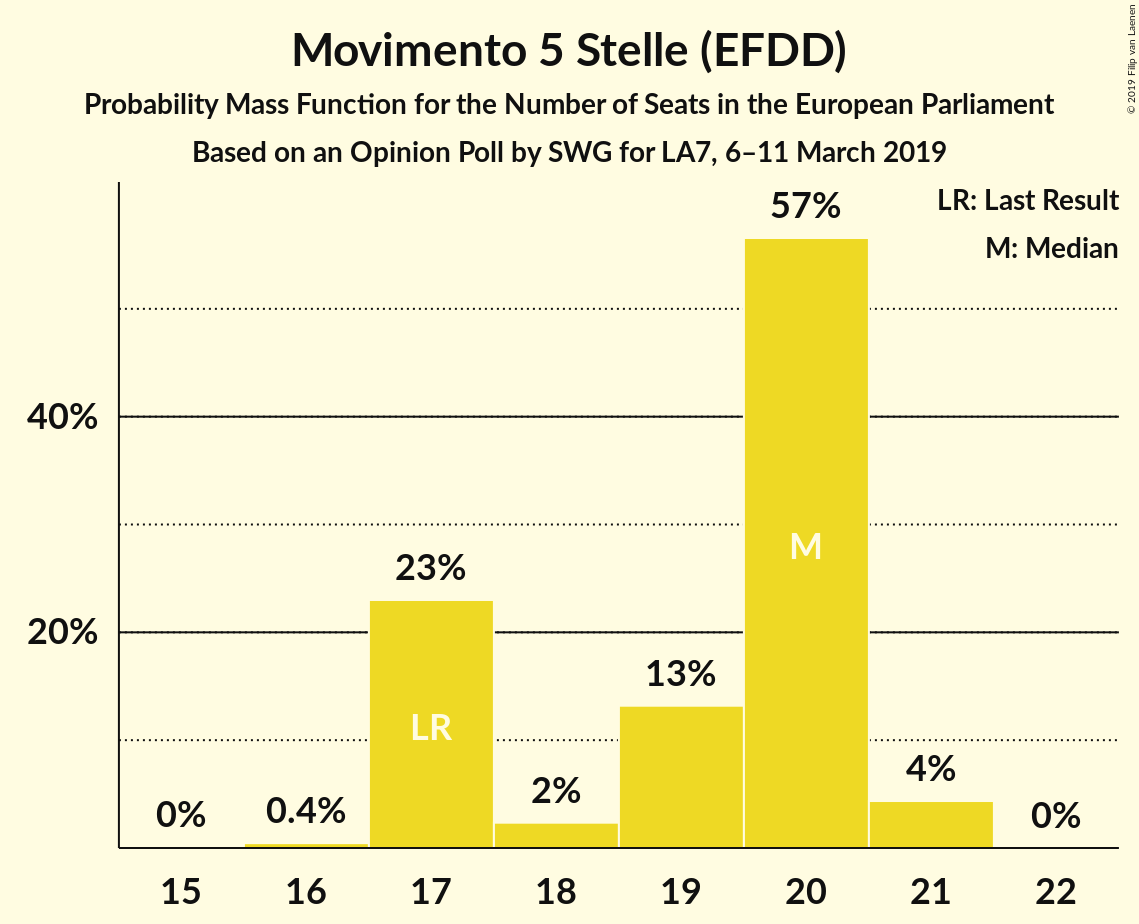 Movimento 5 Stelle (EFDD)
Probability Mass Function for the Number of Seats in the European Parliament
Based on an Opinion Poll by SWG for LA7, 6–11 March 2019
© 2019 Filip van Laenen
LR: Last Result
M: Median
57%
40%
M
23%
20%
13%
LR
4%
2%
0%
0.4%
0%
15 16 17 18 19 20 21 22